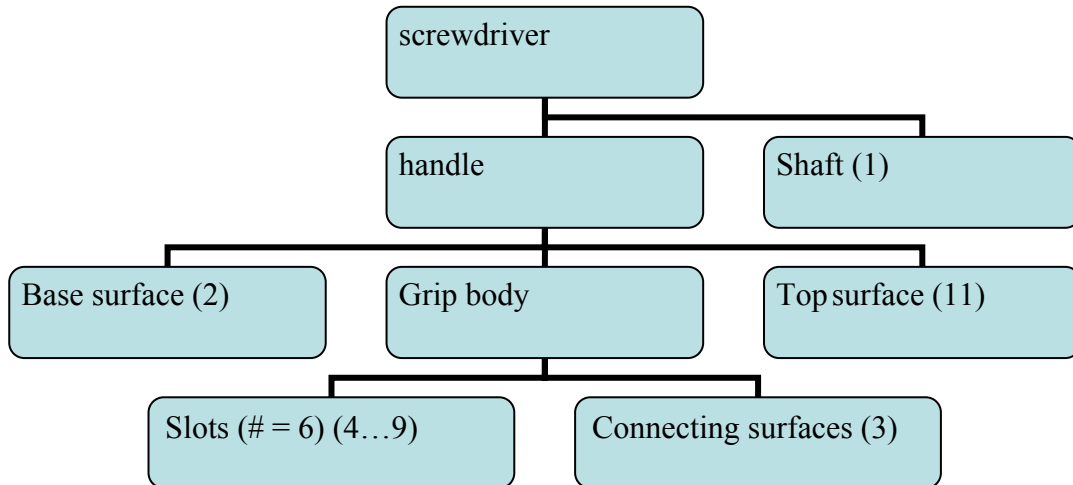 screwdriver
handle
Shaft (1)
Base surface (2)
Grip body
Top surface (11)
Slots (# = 6) (4…9)
Connecting surfaces (3)